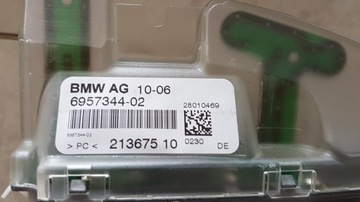 BMW AG 10-06
6957344-02
28010469
6957344-02
0230
> PC < 213675 10 DE